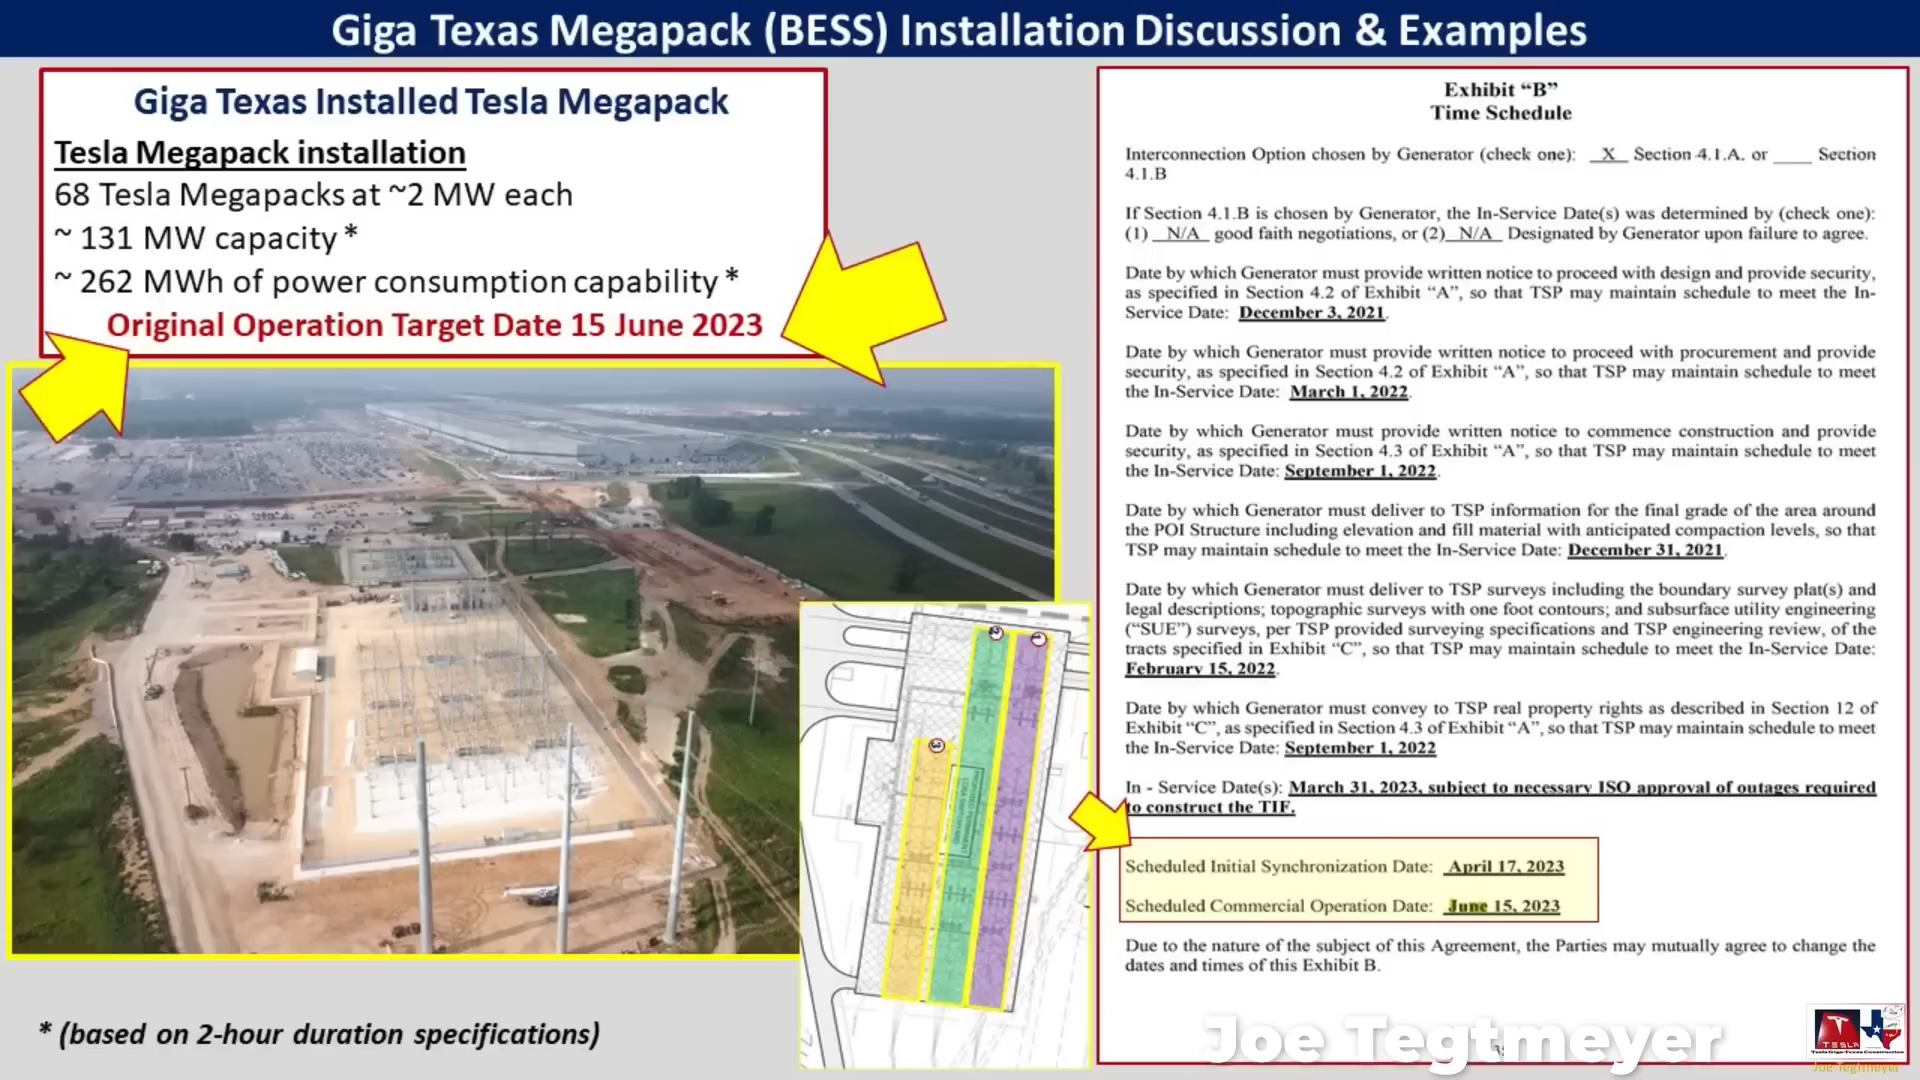 Giga Texas Megapack (BESS) Installation Discussion & Examples
Giga Texas Installed Tesla Megapack
Tesla Megapack installation
68 Tesla Megapacks at ~2 MW each
~ 131 MW capacity *
~ 262 MWh of power consumption capability *
Original Operation Target Date 15 June 2023
2
1
3
* (based on 2-hour duration specifications)
Exhibit “B”
Time Schedule
Interconnection Option chosen by Generator (check one): __X__ Section 4.1.A. or ____ Section
4.1.B
If Section 4.1.B is chosen by Generator, the In-Service Date(s) was determined by (check one):
(1) __N/A__ good faith negotiations, or (2)__N/A__ Designated by Generator upon failure to agree.
Date by which Generator must provide written notice to proceed with design and provide security,
as specified in Section 4.2 of Exhibit “A”, so that TSP may maintain schedule to meet the In-
Service Date: December 3, 2021.
Date by which Generator must provide written notice to proceed with procurement and provide
security, as specified in Section 4.2 of Exhibit “A”, so that TSP may maintain schedule to meet
the In-Service Date: March 1, 2022.
Date by which Generator must provide written notice to commence construction and provide
security, as specified in Section 4.3 of Exhibit “A”, so that TSP may maintain schedule to meet
the In-Service Date: September 1, 2022.
Date by which Generator must deliver to TSP information for the final grade of the area around
the POI Structure including elevation and fill material with anticipated compaction levels, so that
TSP may maintain schedule to meet the In-Service Date: December 31, 2021.
Date by which Generator must deliver to TSP surveys including the boundary survey plat(s) and
legal descriptions; topographic surveys with one foot contours; and subsurface utility engineering
(“SUE”) surveys, per TSP provided surveying specifications and TSP engineering review, of the
tracts specified in Exhibit “C”, so that TSP may maintain schedule to meet the In-Service Date:
February 15, 2022.
Date by which Generator must convey to TSP real property rights as described in Section 12 of
Exhibit “C”, as specified in Section 4.3 of Exhibit “A”, so that TSP may maintain schedule to meet
the In-Service Date: September 1, 2022
In - Service Date(s): March 31, 2023, subject to necessary ISO approval of outages required
to construct the TIF.
Scheduled Initial Synchronization Date: April 17, 2023
Scheduled Commercial Operation Date: June 15, 2023
Due to the nature of the subject of this Agreement, the Parties may mutually agree to change the
dates and times of this Exhibit B.
Joe Tegtmeyer
TESLA
Tesla Giga Texas Construction
Joe Tegtmeyer